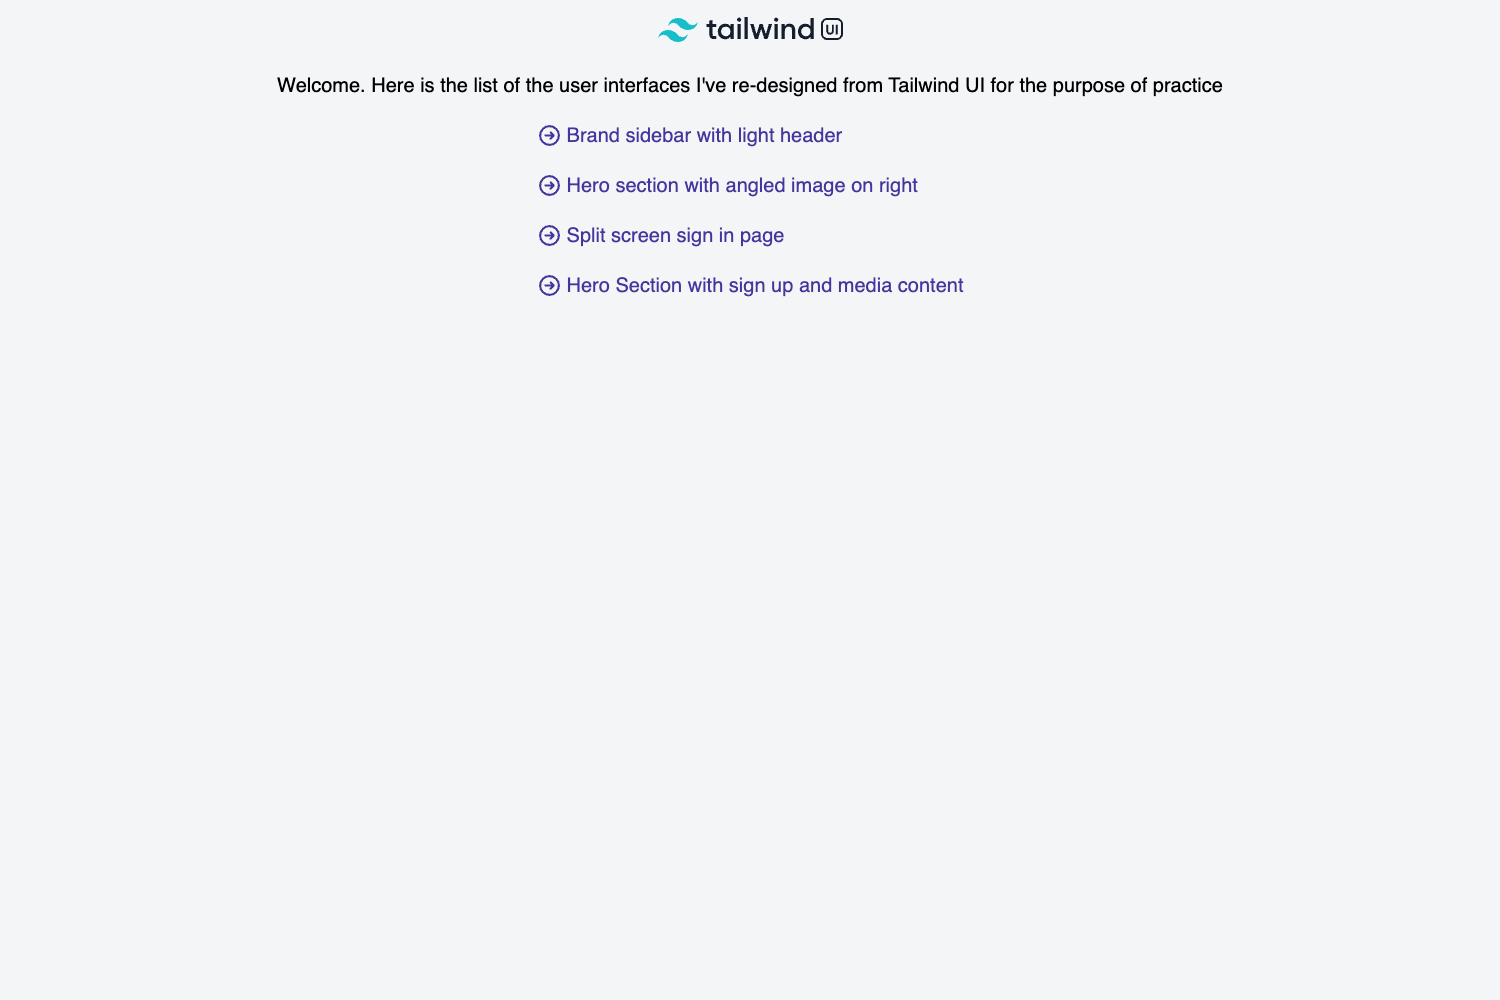 tailwind UI
Welcome. Here is the list of the user interfaces I've re-designed from Tailwind UI for the purpose of practice
Brand sidebar with light header
Hero section with angled image on right
Split screen sign in page
Hero Section with sign up and media content